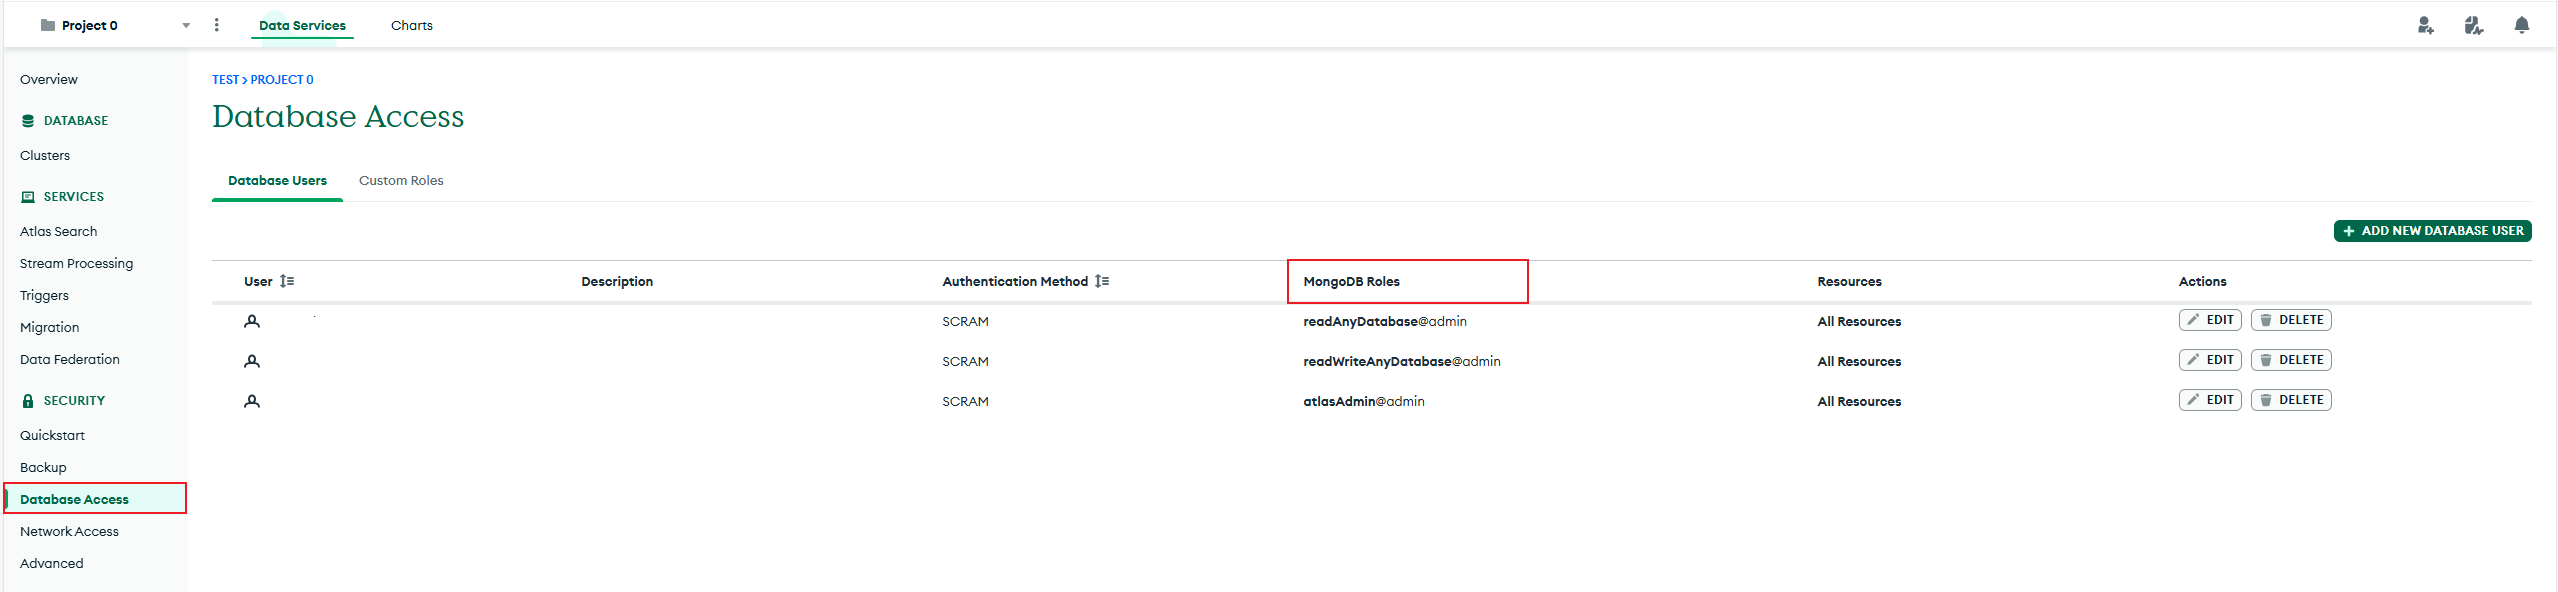 Project 0
Data Services
Charts
Overview
DATABASE
Clusters
SERVICES
Atlas Search
Stream Processing
Triggers
Migration
Data Federation
SECURITY
Quickstart
Backup
Database Access
Network Access
Advanced
TEST > PROJECT 0
Database Access
Database Users Custom Roles
+ ADD NEW DATABASE USER
User Description Authentication Method MongoDB Roles Resources Actions
SCRAM readAnyDatabase@admin All Resources EDIT DELETE
SCRAM readWriteAnyDatabase@admin All Resources EDIT DELETE
SCRAM atlasAdmin@admin All Resources EDIT DELETE